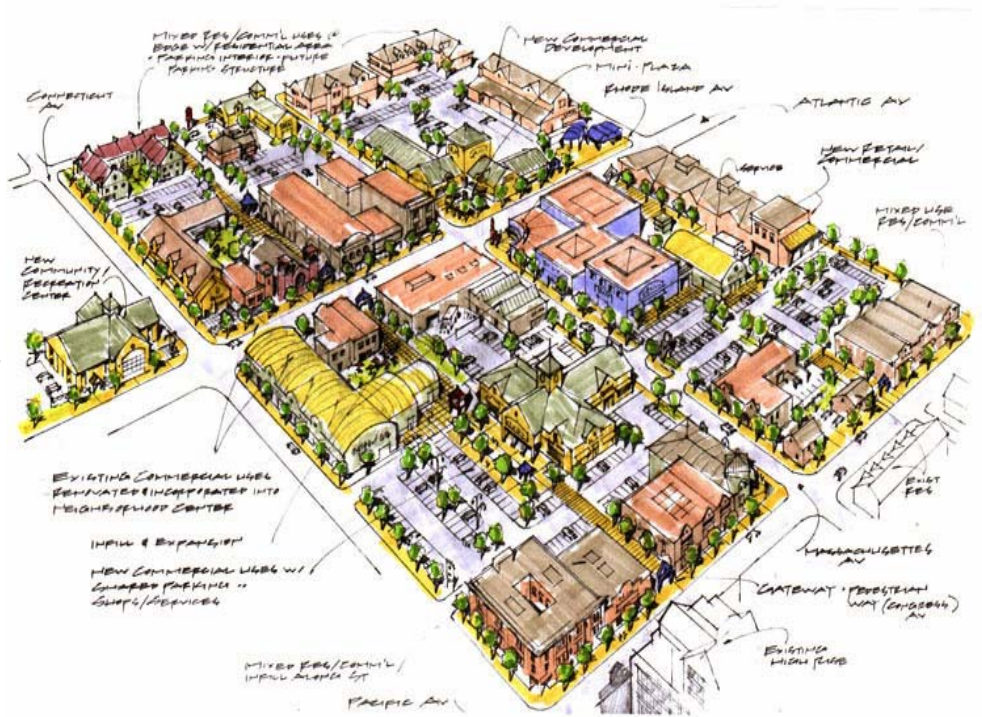 MIXED RES/COMM'L USES @
EDGE W/RESIDENTIAL AREA
• PARKING INTERIOR • FUTURE
PARKING STRUCTURE
NEW COMMERCIAL
DEVELOPMENT
MINI-PLAZA
RHODE ISLAND AV
CONNECTICUT
AV
ATLANTIC AV
NEW RETAIL/
COMMERCIAL
SERVICE
MIXED USE
RES/COMM'L
NEW
COMMUNITY/
RECREATION
CENTER
EXISTING COMMERCIAL USES
RENOVATED & INCORPORATED INTO
NEIGHBORHOOD CENTER
INFILL & EXPANSION
NEW COMMERCIAL USES W/
SHARED PARKING ..
SHOPS/SERVICES
EXIST
RES
MASSACHUSETTES
AV
GATEWAY • PEDESTRIAN
WAY (CONGRESS)
AV
EXISTING
HIGH RISE
MIXED RES/COMM'L/
INFILL ALONG ST
PACIFIC AV